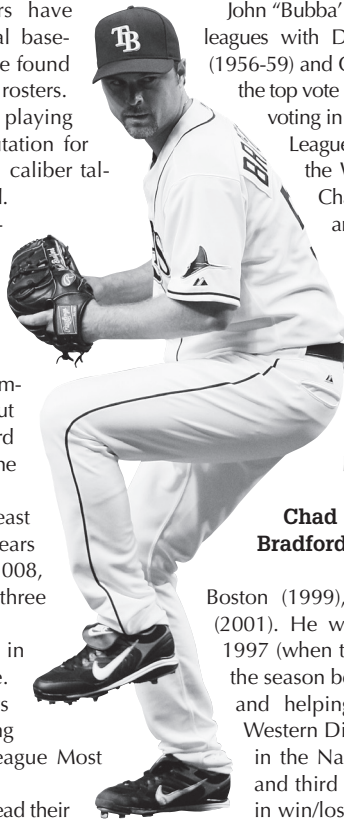 rs have
al base-
e found
rosters.
playing
tation for
caliber tal-
l.
-
m-
ut
rd
ne
east
ears
008,
three
in
e.
s
ng
eague Most
ead their
TB
John “Bubba’
leagues with D
(1956-59) and C
the top vote
voting in
League
the W
Cha
an
Chad
Bradford
Boston (1999),
(2001). He w
1997 (when t
the season be
and helping
Western Di
in the Na
and third
in win/los